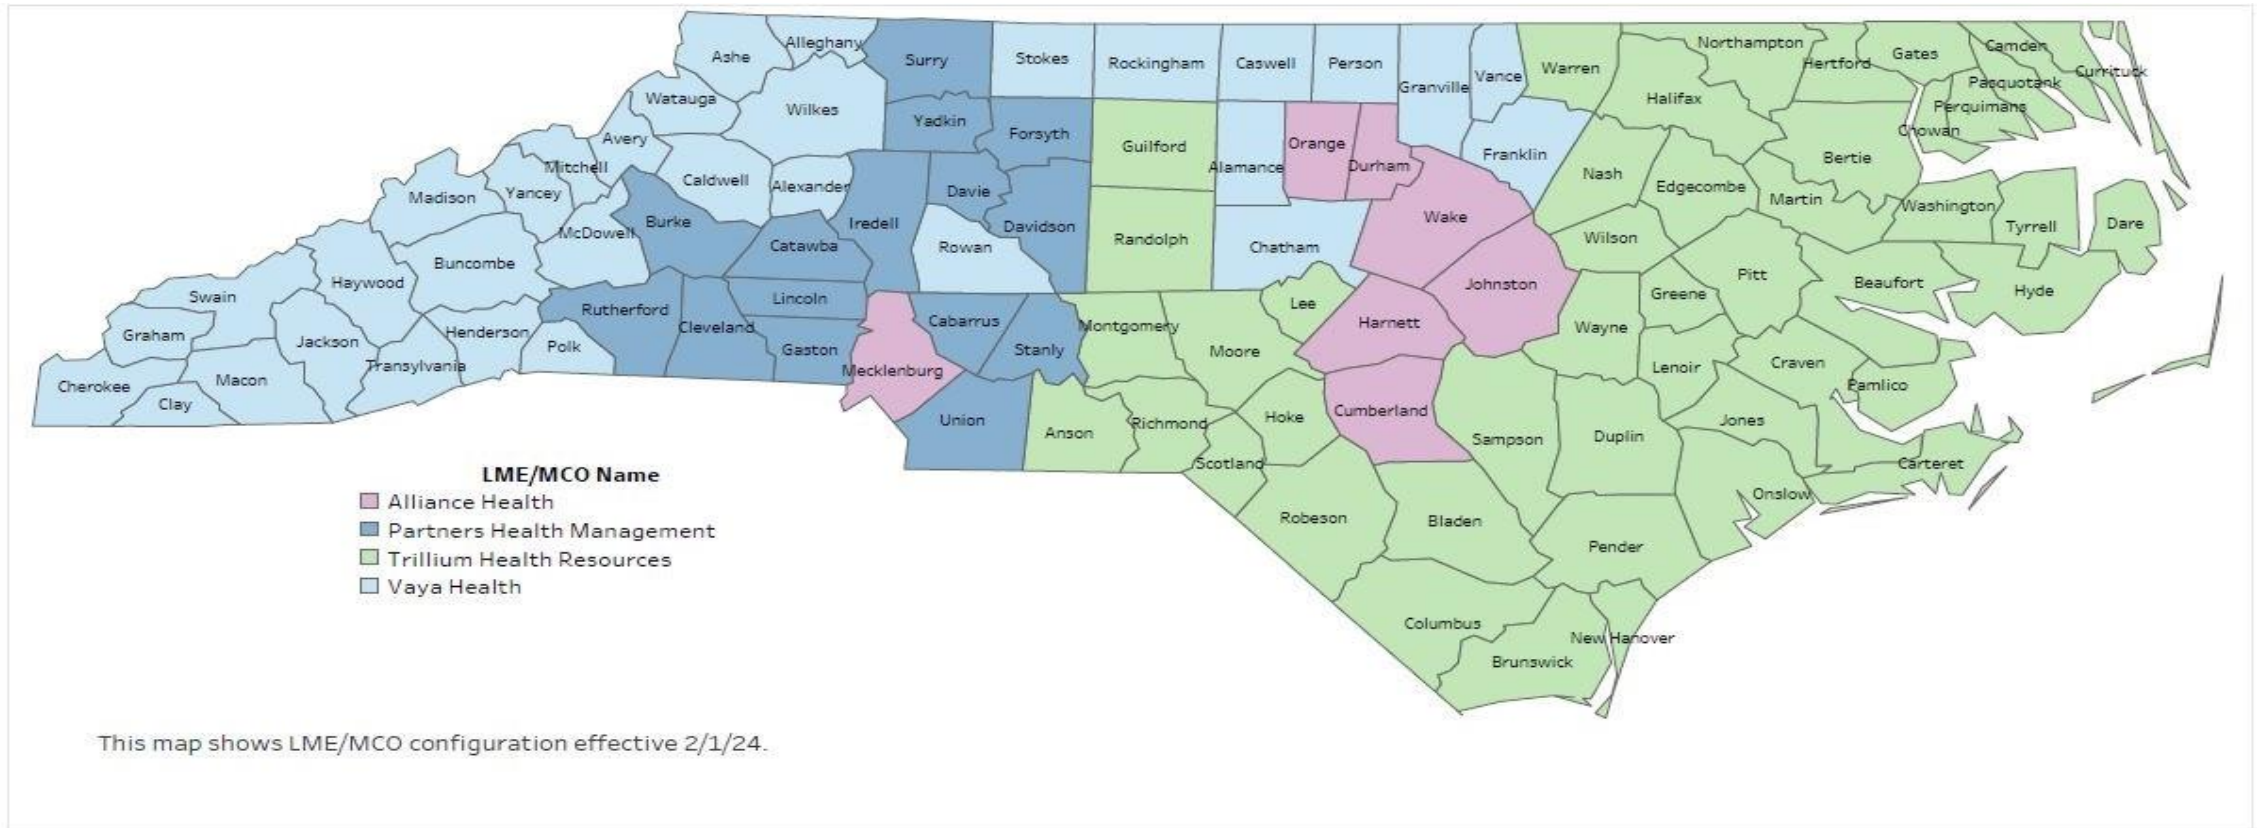 Ashe
Alleghany
Surry
Stokes
Rockingham
Caswell
Person
Granville
Vance
Warren
Northampton
Hertford
Gates
Camden
Currituck
Pasquotank
Perquimans
Chowan
Halifax
Watauga
Wilkes
Yadkin
Forsyth
Guilford
Alamance
Orange
Durham
Franklin
Nash
Edgecombe
Bertie
Martin
Washington
Tyrrell
Dare
Avery
Mitchell
Yancey
Madison
Caldwell
Alexander
Iredell
Davie
Davidson
Randolph
Chatham
Wake
Wilson
Pitt
Beaufort
Hyde
McDowell
Burke
Catawba
Rowan
Buncombe
Haywood
Swain
Graham
Jackson
Henderson
Transylvania
Polk
Rutherford
Cleveland
Lincoln
Gaston
Mecklenburg
Cabarrus
Stanly
Montgomery
Moore
Lee
Harnett
Johnston
Greene
Wayne
Lenoir
Craven
Pamlico
Cherokee
Clay
Macon
Union
Anson
Richmond
Hoke
Cumberland
Sampson
Duplin
Jones
Carteret
Onslow
Scotland
Robeson
Bladen
Pender
Columbus
New Hanover
Brunswick
LME/MCO Name
Alliance Health
Partners Health Management
Trillium Health Resources
Vaya Health
This map shows LME/MCO configuration effective 2/1/24.